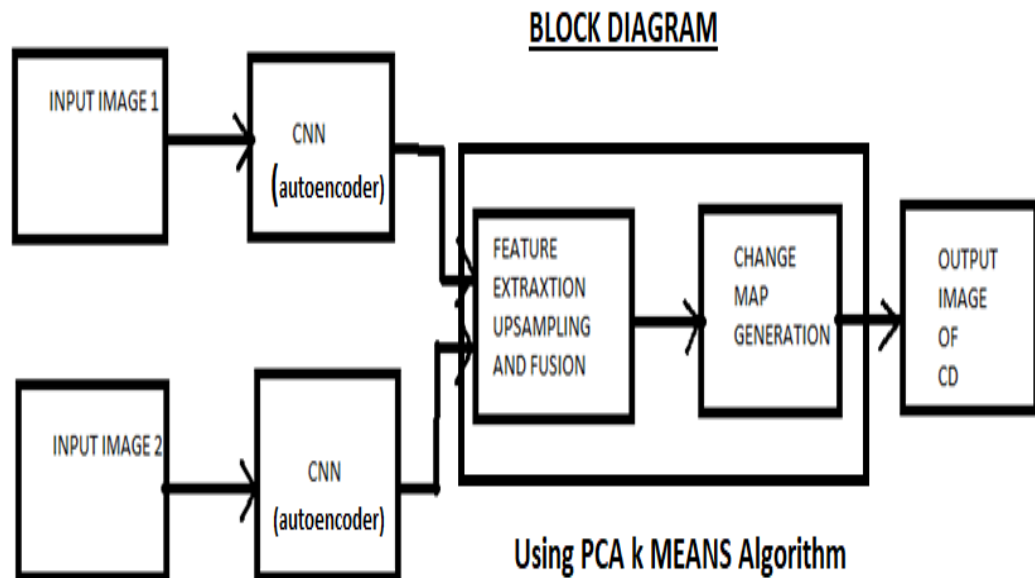 BLOCK DIAGRAM
INPUT IMAGE 1
CNN
(autoencoder)
INPUT IMAGE 2
CNN
(autoencoder)
FEATURE
EXTRAXTION
UPSAMPLING
AND FUSION
CHANGE
MAP
GENERATION
OUTPUT
IMAGE
OF
CD
Using PCA k MEANS Algorithm